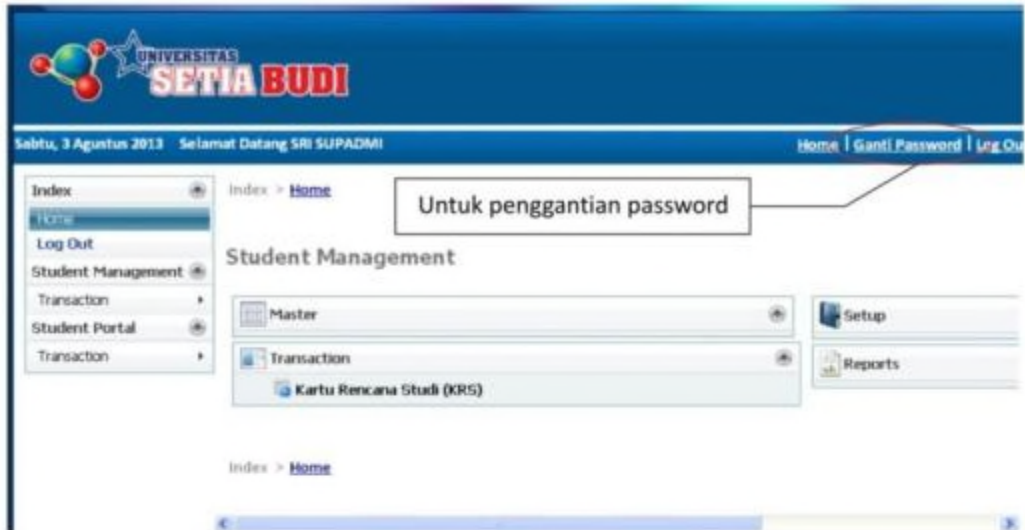 UNIVERSITAS
SETIA BUDI
Sabtu, 3 Agustus 2013 Selamat Datang SRI SUPADMI
Home | Ganti Password | Log Ou
Index
Home
Log Out
Student Management
Transaction
Student Portal
Transaction
Index > Home
Untuk penggantian password
Student Management
Master
Transaction
Kartu Rencana Studi (KRS)
Setup
Reports
Index > Home